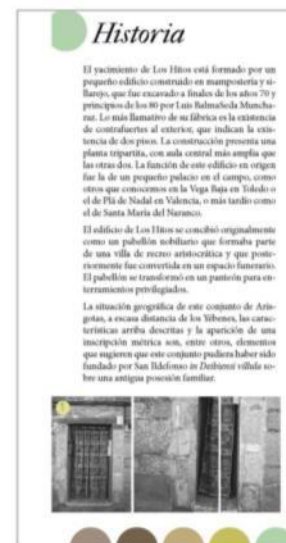 Historia
El yacimiento de Los Hitos está formado por un
pequeño edificio construido en mampostería y si-
llarejo, que fue excavado a finales de los años 70 y
principios de los 80 por Luis BalmaSeda Muncha-
raz. Lo más llamativo de su fábrica es la existencia
de contrafuertes al exterior, que indican la exis-
tencia de dos pisos. La construcción presenta una
planta tripartita, con aula central más amplia que
las otras dos. La función de este edificio en origen
fue la de un pequeño palacio en el campo, como
otros que conocemos en la Vega Baja en Toledo o
el de Plá de Nadal en Valencia, o más tardío como
el de Santa María del Naranco.
El edificio de Los Hitos se concibió originalmente
como un pabellón nobiliario que formaba parte
de una villa de recreo aristocrática y que poste-
riormente fue convertida en un espacio funerario.
El pabellón se transformó en un panteón para en-
terramientos privilegiados.
La situación geográfica de este conjunto de Aris-
gotas, a escasa distancia de los Yébenes, las carac-
terísticas arriba descritas y la aparición de una
inscripción métrica son, entre otros, elementos
que sugieren que este conjunto pudiera haber sido
fundado por San Ildefonso in Deibiensi villula so-
bre una antigua posesión familiar.
1